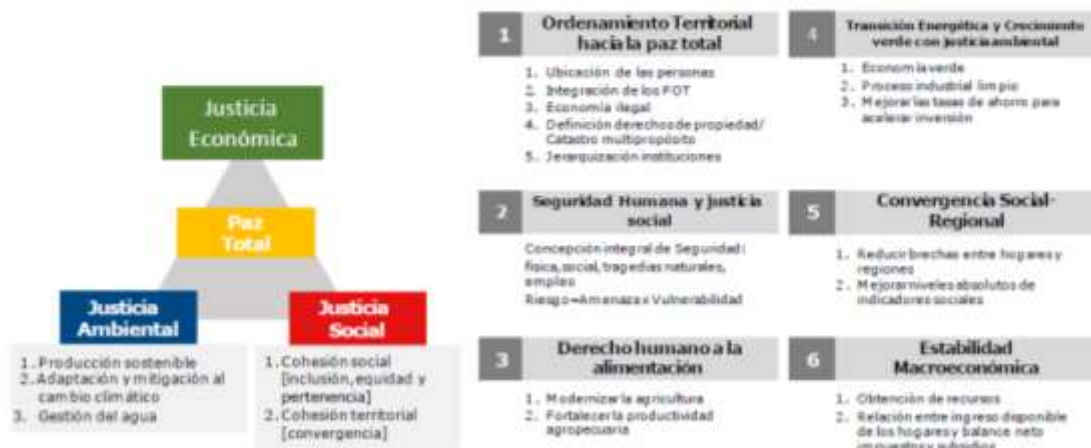 Justicia
Económica
Paz
Total
Justicia
Ambiental
1. Producción sostenible
2. Adaptación y mitigación al
cambio climático
3. Gestión del agua
Justicia
Social
1. Cohesión social
[inclusión, equidad y
pertenencia]
2. Cohesión territorial
[convergencia]
1
Ordenamiento Territorial
hacia la paz total
1. Ubicación de las personas
2. Integración de los POT
3. Economía ilegal
4. Definición derechos de propiedad/
Catastro multipropósito
5. Jerarquización instituciones
2
Seguridad Humana y justicia
social
Concepción integral de Seguridad:
física, social, tragedias naturales,
empleo
Riesgo=Amenaza x Vulnerabilidad
3
Derecho humano a la
alimentación
1. Modernizar la agricultura
2. Fortalecer la productividad
agropecuaria
4
Transición Energética y Crecimiento
verde con justicia ambiental
1. Economía verde
2. Proceso industrial limpio
3. Mejorar las tasas de ahorro para
acelerar inversión
5
Convergencia Social-
Regional
1. Reducir brechas entre hogares y
regiones
2. Mejorar niveles absolutos de
indicadores sociales
6
Estabilidad
Macroeconómica
1. Obtención de recursos
2. Relación entre ingreso disponible
de los hogares y balance neto